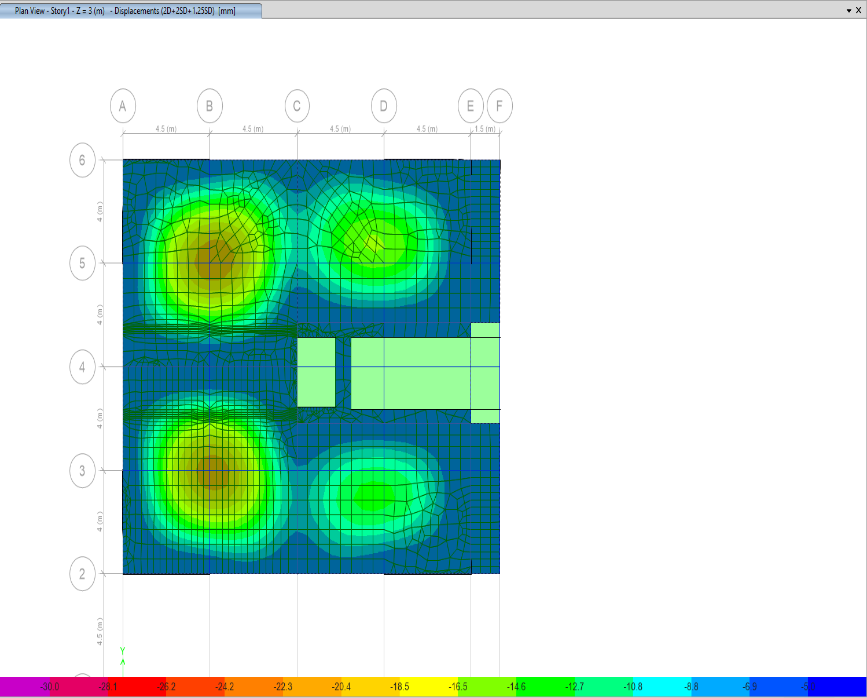 Plan View - Story1 - Z = 3 (m) - Displacements (2D+2SD+1.25SD) [mm]
A B C D E F
4.5 (m) 4.5 (m) 4.5 (m) 4.5 (m) 1.5 (m)
6
4 (m)
5
4 (m)
4
4 (m)
3
4 (m)
2
4.5 (m)
Y
-30.0 -28.1 -26.2 -24.2 -22.3 -20.4 -18.5 -16.5 -14.6 -12.7 -10.8 -8.8 -6.9